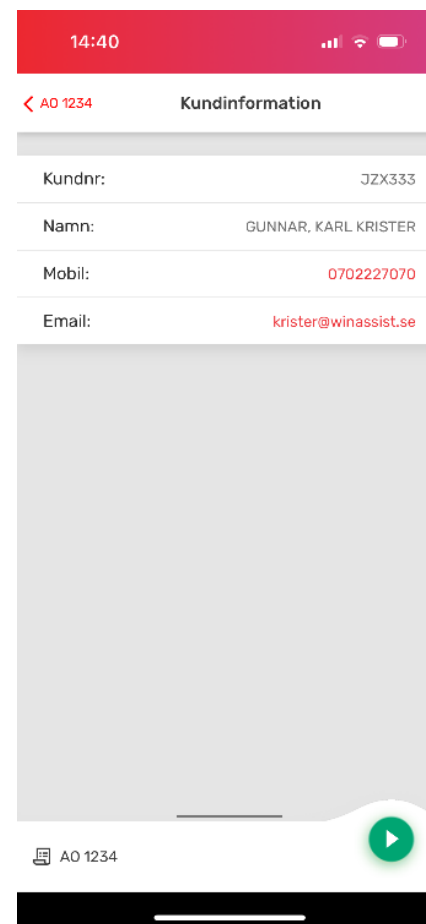 14:40
AO 1234 Kundinformation
Kundnr: JZX333
Namn: GUNNAR, KARL KRISTER
Mobil: 0702227070
Email: krister@winassist.se
AO 1234